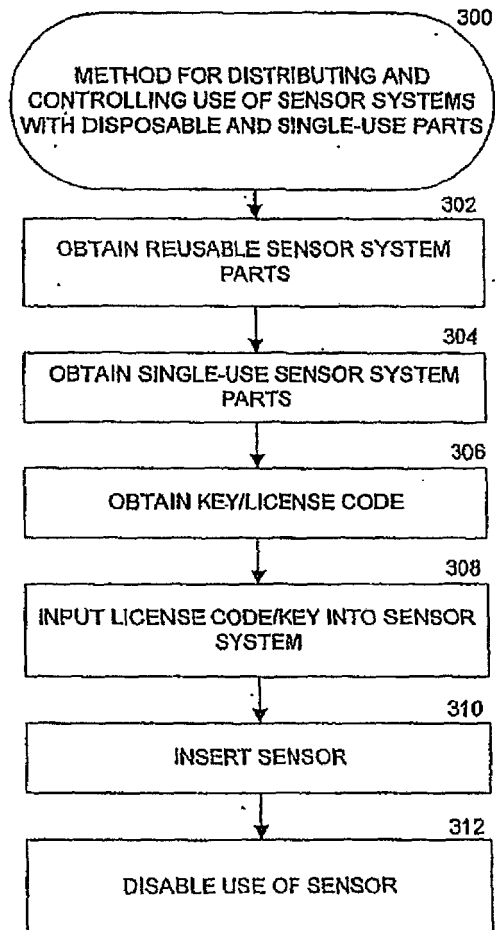 300
METHOD FOR DISTRIBUTING AND
CONTROLLING USE OF SENSOR SYSTEMS
WITH DISPOSABLE AND SINGLE-USE PARTS
302
OBTAIN REUSABLE SENSOR SYSTEM
PARTS
304
OBTAIN SINGLE-USE SENSOR SYSTEM
PARTS
306
OBTAIN KEY/LICENSE CODE
308
INPUT LICENSE CODE/KEY INTO SENSOR
SYSTEM
310
INSERT SENSOR
312
DISABLE USE OF SENSOR